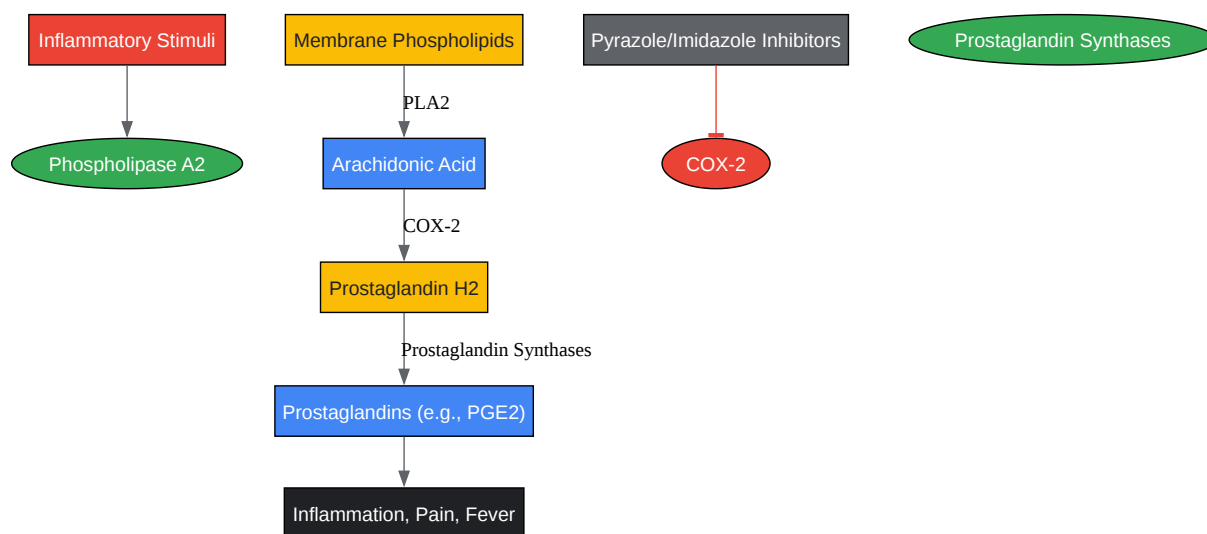 Inflammatory Stimuli
Membrane Phospholipids
Pyrazole/Imidazole Inhibitors
Prostaglandin Synthases
PLA2
Phospholipase A2
Arachidonic Acid
COX-2
COX-2
Prostaglandin H2
Prostaglandin Synthases
Prostaglandins (e.g., PGE2)
Inflammation, Pain, Fever